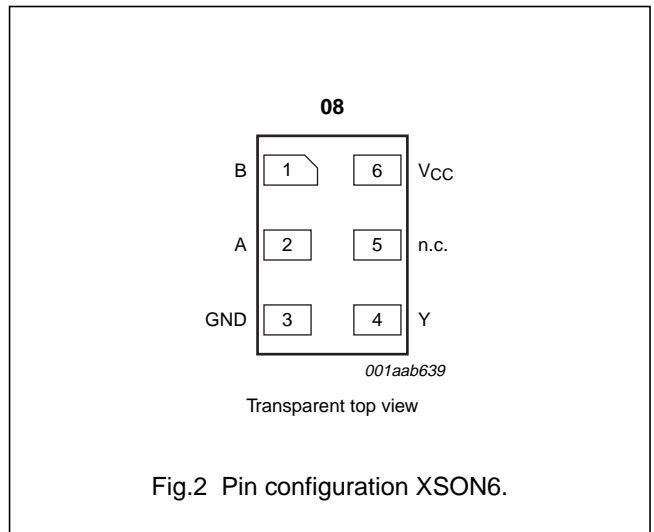 08
B 1 6 VCC
A 2 5 n.c.
GND 3 4 Y
001aab639
Transparent top view
Fig.2 Pin configuration XSON6.